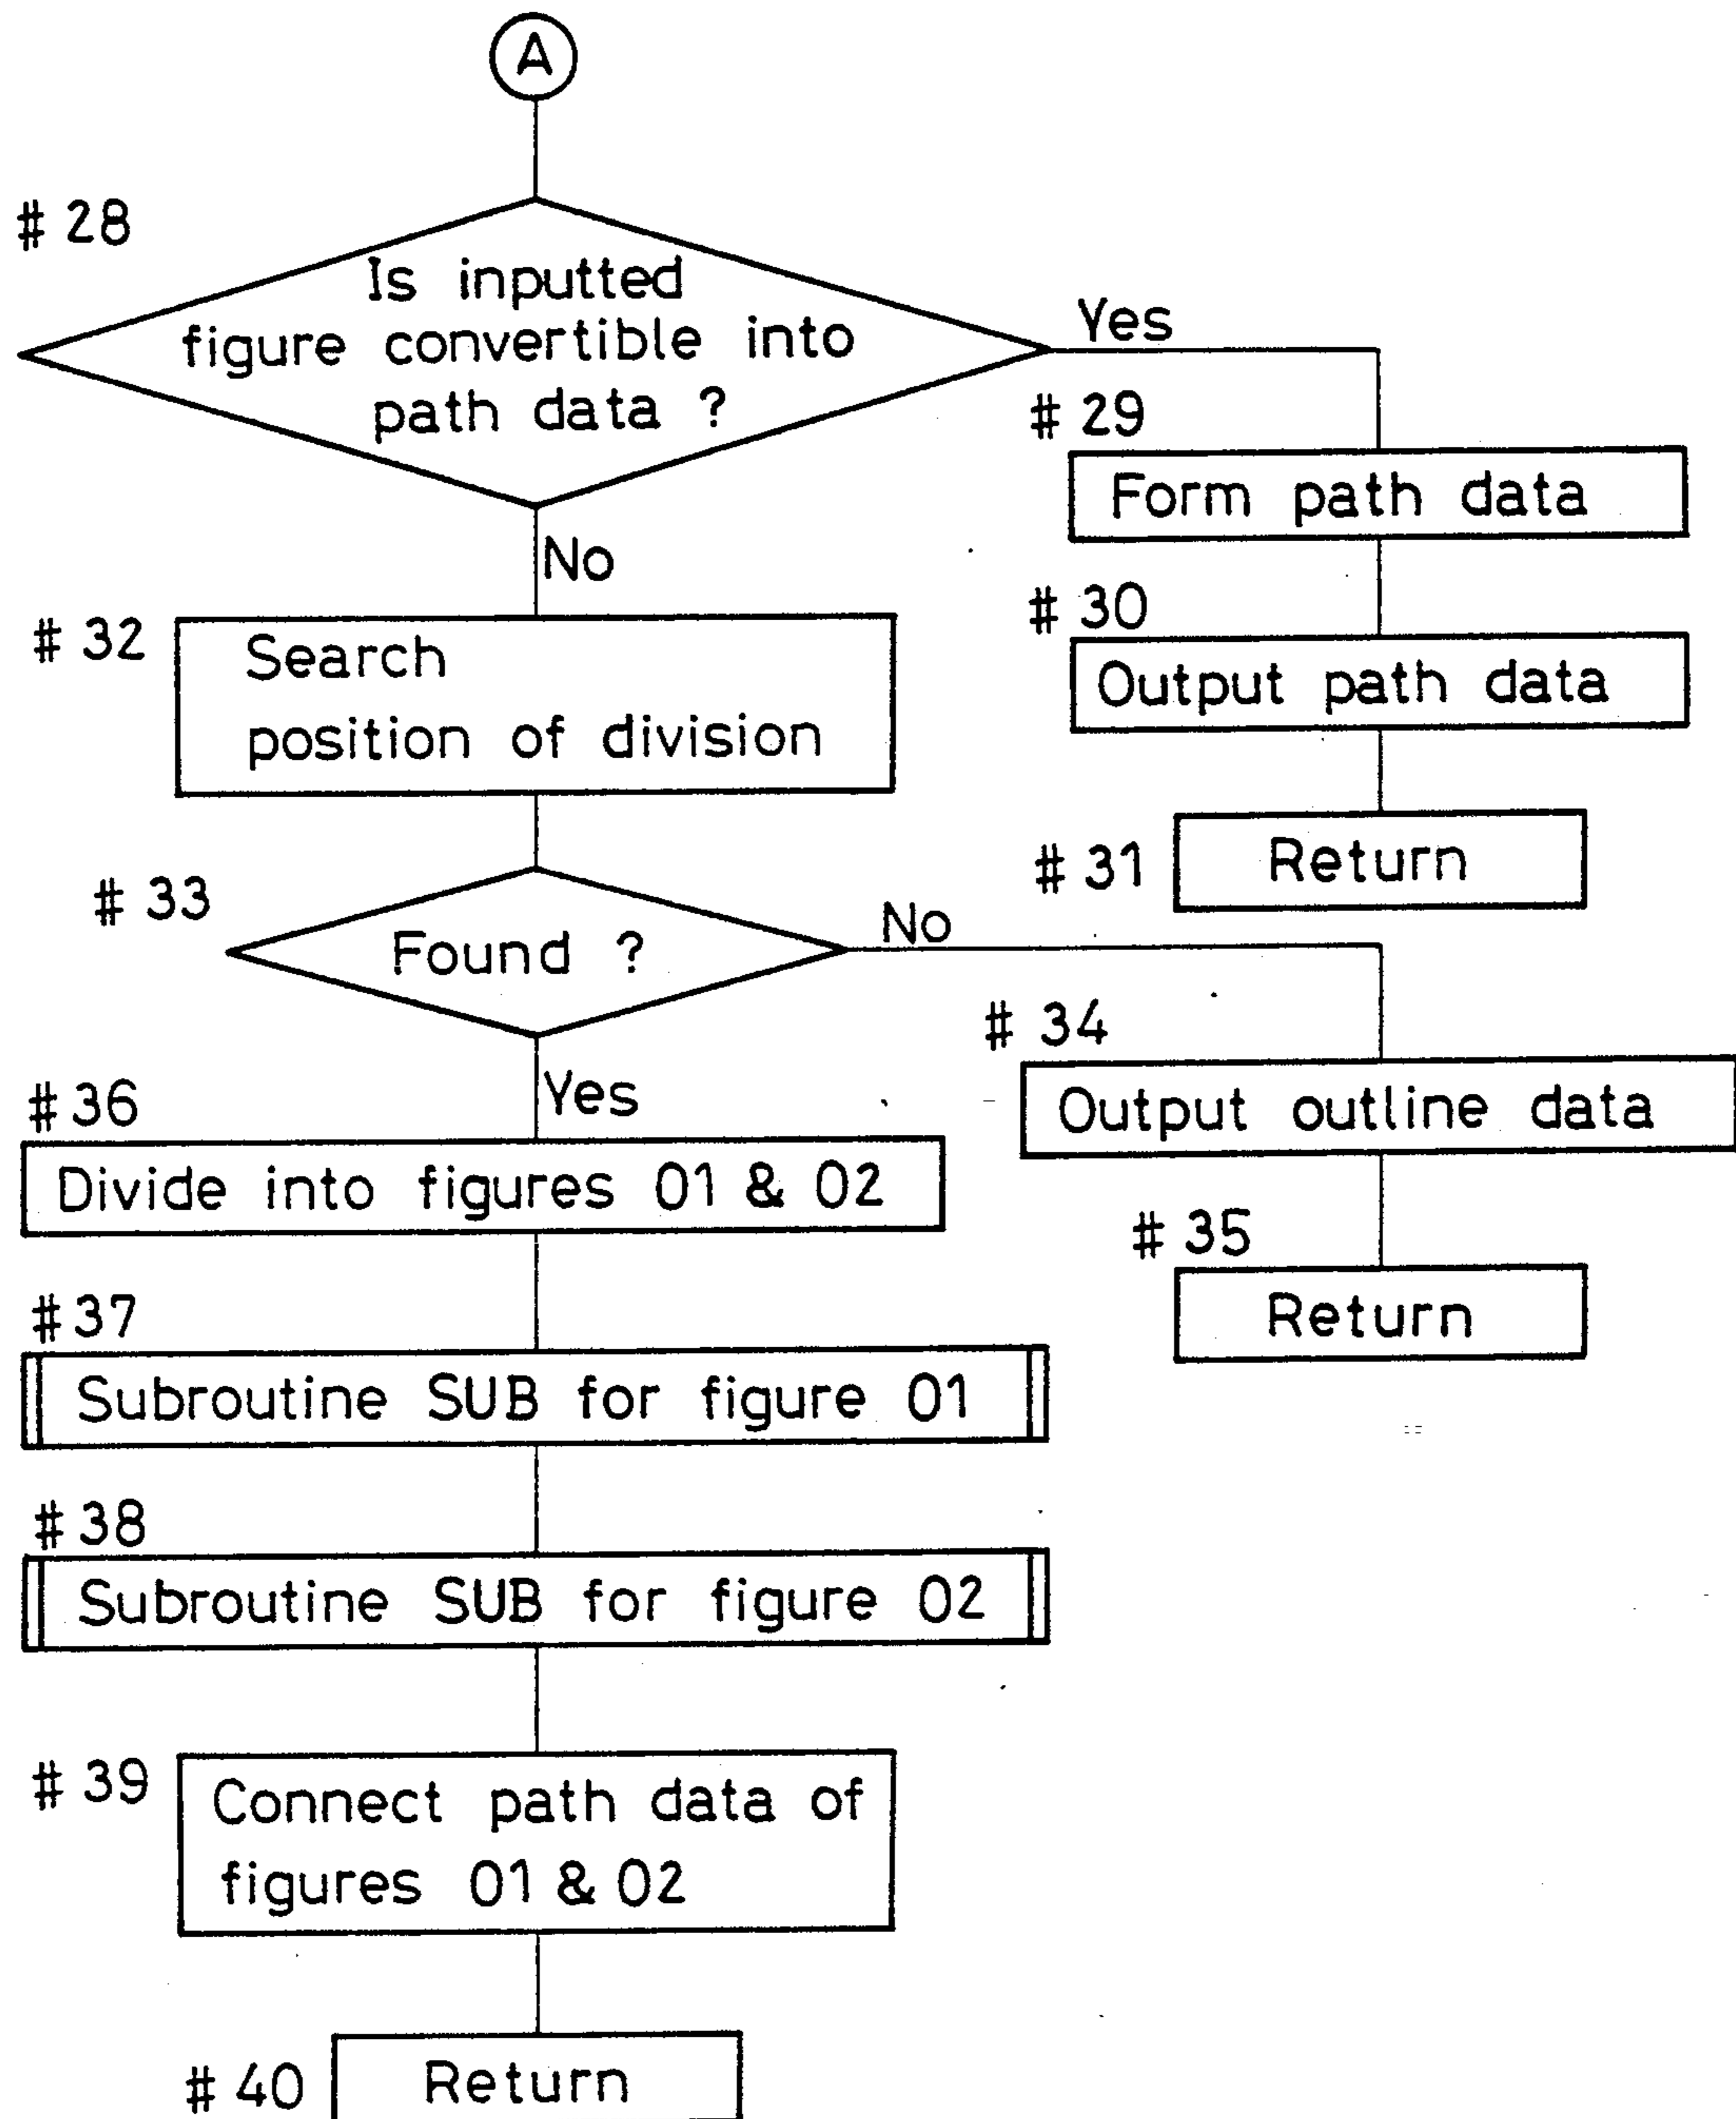 A
# 28
Is inputted
figure convertible into
path data ?
Yes
# 29
Form path data
No
# 30
Output path data
# 32
Search
position of division
# 31
Return
# 33
Found ?
No
# 34
Output outline data
Yes
# 36
Divide into figures 01 & 02
# 35
Return
# 37
Subroutine SUB for figure 01
# 38
Subroutine SUB for figure 02
# 39
Connect path data of
figures 01 & 02
# 40
Return